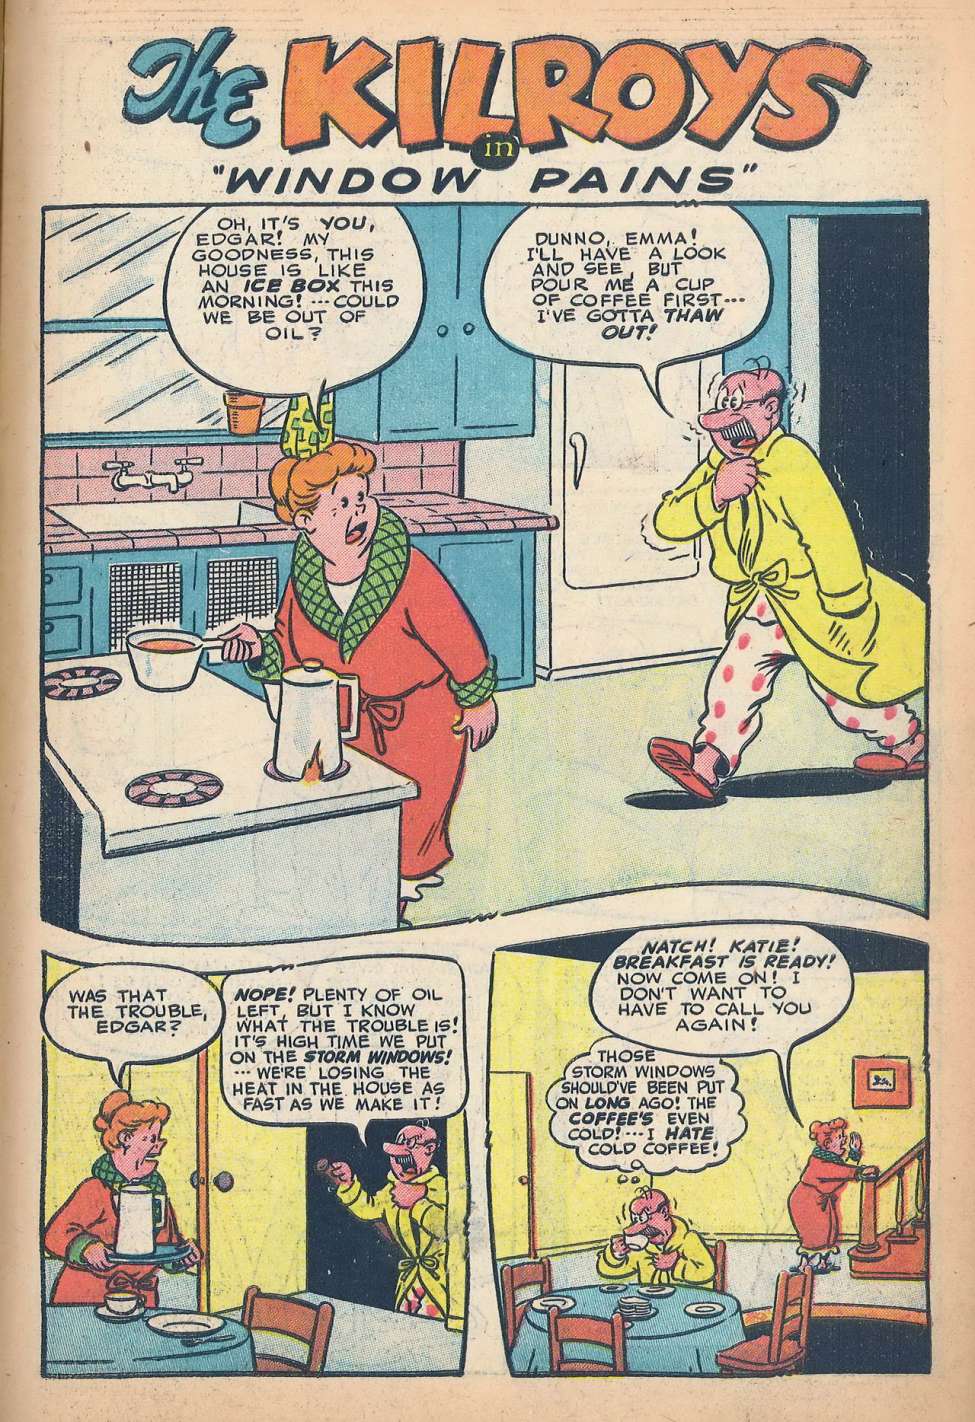 The KILROYS
in
"WINDOW PAINS"
OH, IT'S YOU,
EDGAR! MY
GOODNESS, THIS
HOUSE IS LIKE
AN ICE BOX THIS
MORNING! --- COULD
WE BE OUT OF
OIL?
DUNNO, EMMA!
I'LL HAVE A LOOK
AND SEE, BUT
POUR ME A CUP
OF COFFEE FIRST---
I'VE GOTTA THAW
OUT!
WAS THAT
THE TROUBLE,
EDGAR?
NOPE! PLENTY OF OIL
LEFT, BUT I KNOW
WHAT THE TROUBLE IS!
IT'S HIGH TIME WE PUT
ON THE STORM WINDOWS!
--- WE'RE LOSING THE
HEAT IN THE HOUSE AS
FAST AS WE MAKE IT!
NATCH! KATIE!
BREAKFAST IS READY!
NOW COME ON! I
DON'T WANT TO
HAVE TO CALL YOU
AGAIN!
THOSE
STORM WINDOWS
SHOULD'VE BEEN PUT
ON LONG AGO! THE
COFFEE'S EVEN
COLD! --- I HATE
COLD COFFEE!